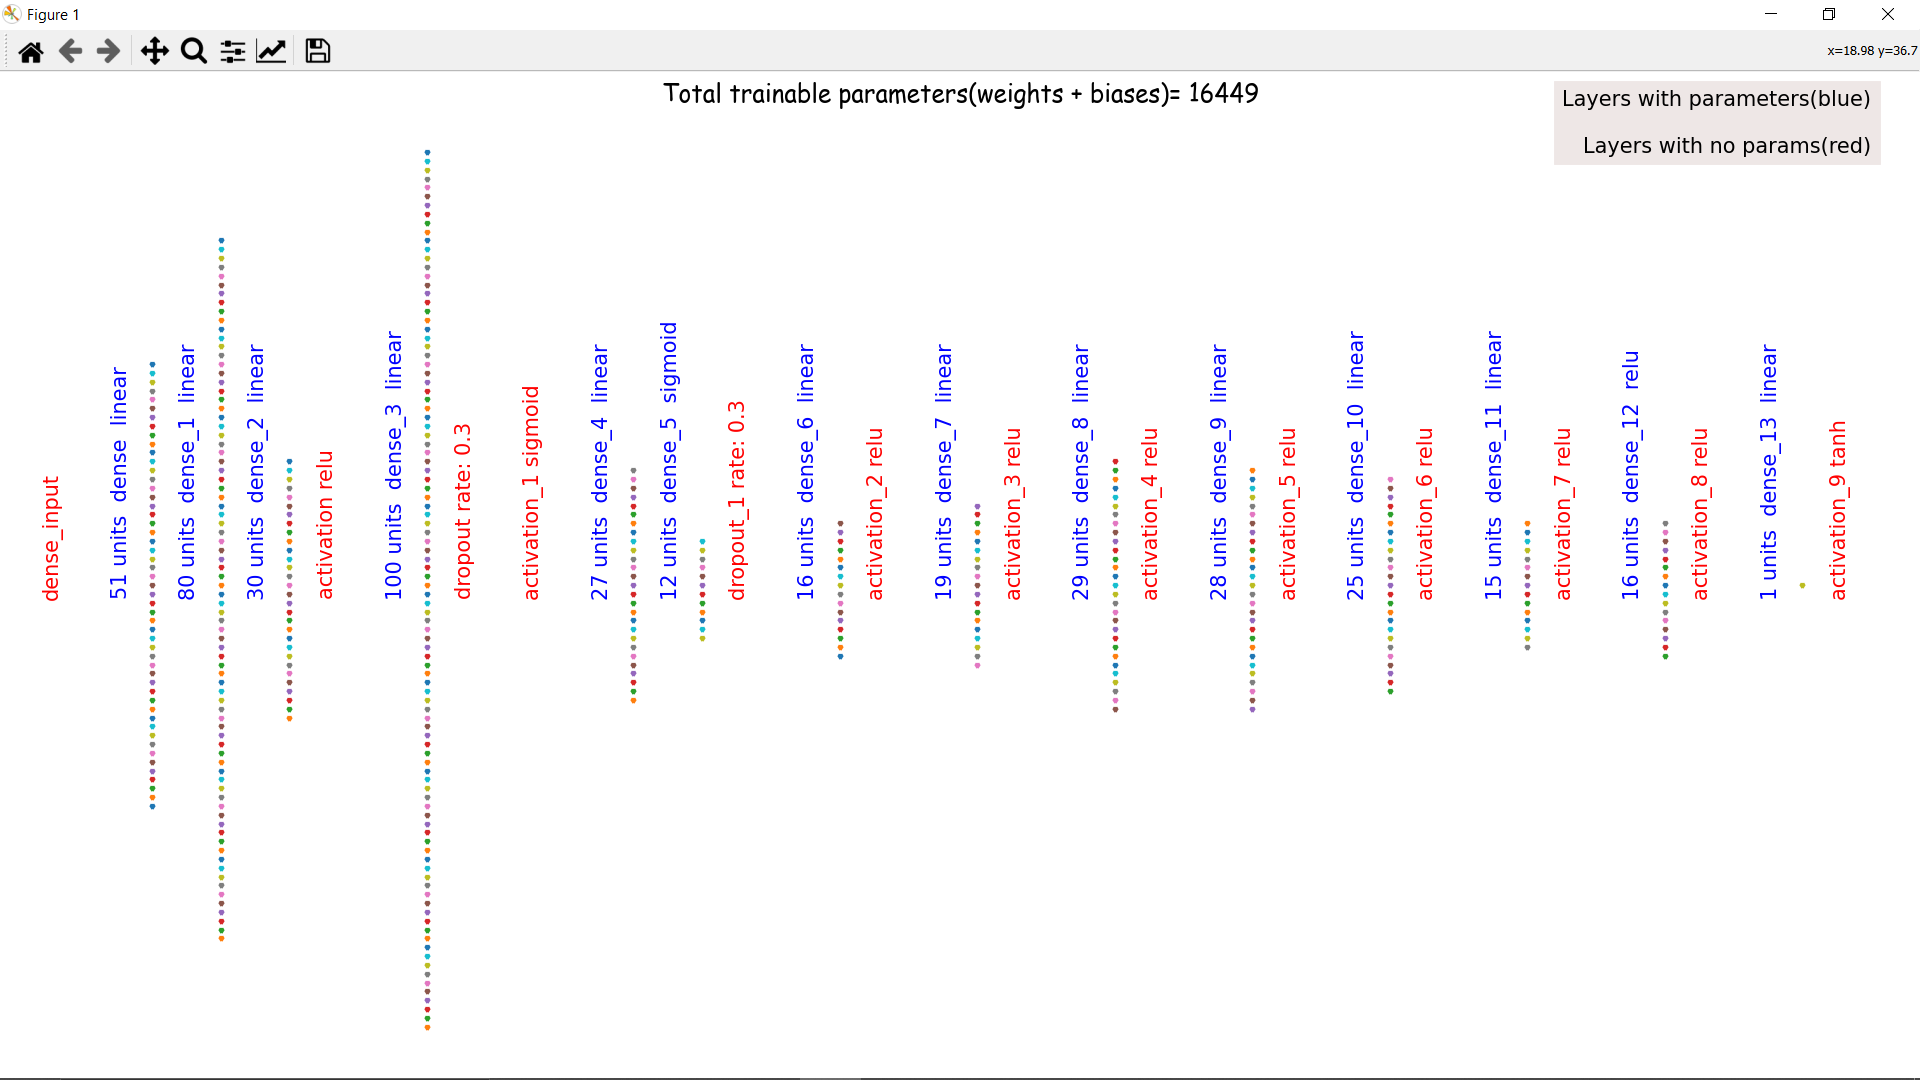 Figure 1
x=18.98 y=36.7
Total trainable parameters(weights + biases)= 16449
Layers with parameters(blue)
Layers with no params(red)
dense_input
51 units  dense  linear
80 units  dense_1  linear
30 units  dense_2  linear
activation relu
100 units  dense_3  linear
dropout rate: 0.3
activation_1 sigmoid
27 units  dense_4  linear
12 units  dense_5  sigmoid
dropout_1 rate: 0.3
16 units  dense_6  linear
activation_2 relu
19 units  dense_7  linear
activation_3 relu
29 units  dense_8  linear
activation_4 relu
28 units  dense_9  linear
activation_5 relu
25 units  dense_10  linear
activation_6 relu
15 units  dense_11  linear
activation_7 relu
16 units  dense_12  relu
activation_8 relu
1 units  dense_13  linear
activation_9 tanh